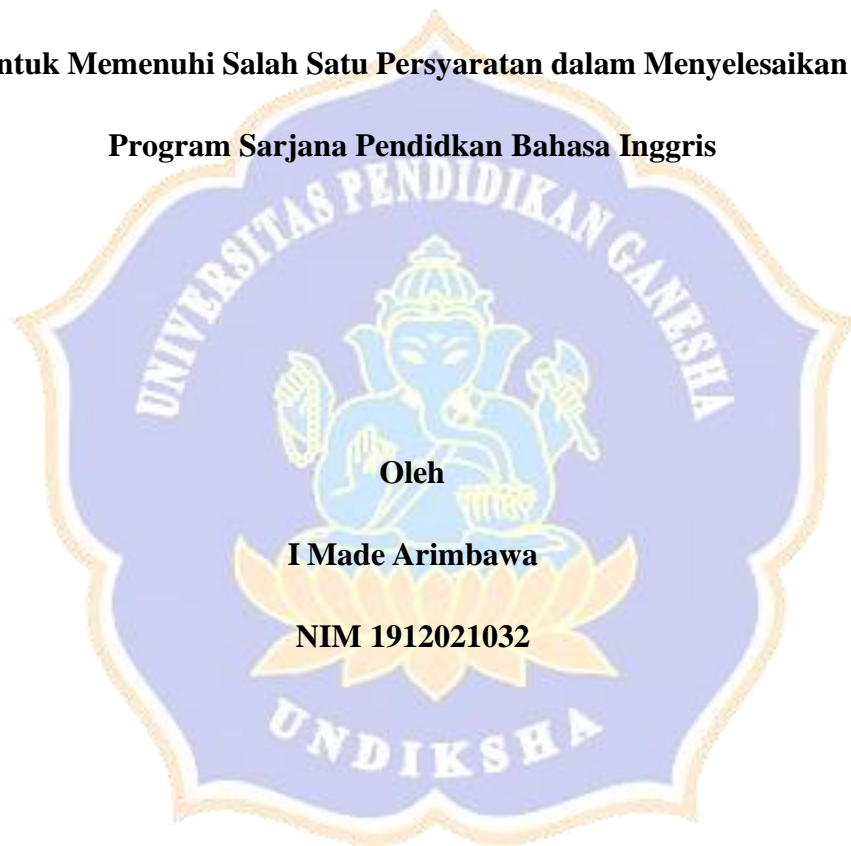 ntuk Memenuhi Salah Satu Persyaratan dalam Menyelesaikan
Program Sarjana Pendidkan Bahasa Inggris
UNIVERSITAS PENDIDIKAN GANESHA
Oleh
I Made Arimbawa
NIM 1912021032
UNDIKSHA